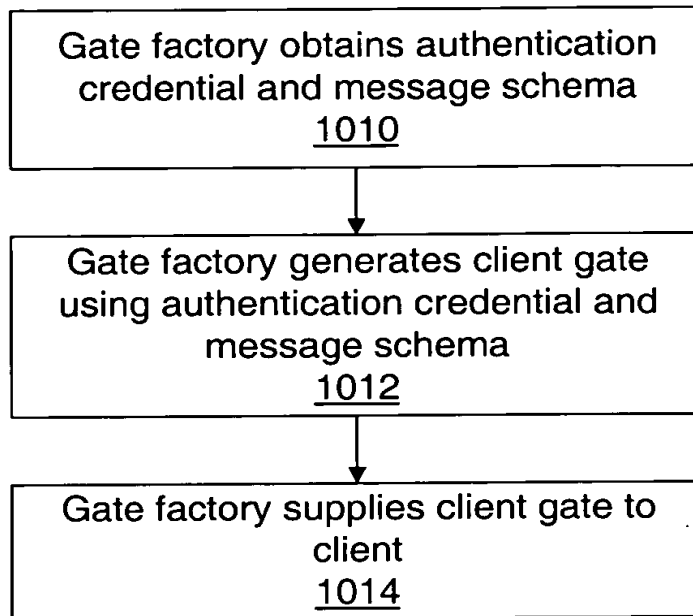 Gate factory obtains authentication
credential and message schema
1010
Gate factory generates client gate
using authentication credential and
message schema
1012
Gate factory supplies client gate to
client
1014